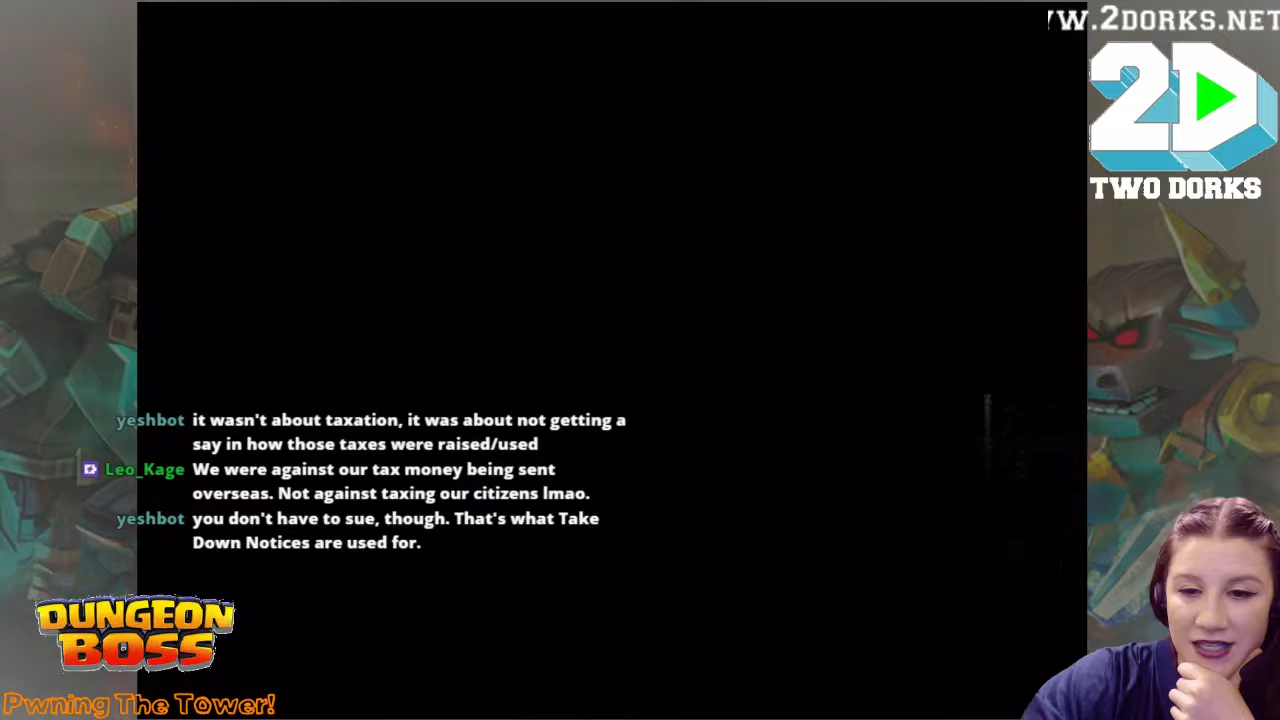 WW.2DORKS.NET
2D
TWO DORKS
yeshbot it wasn't about taxation, it was about not getting a
say in how those taxes were raised/used
Leo_Kage We were against our tax money being sent
overseas. Not against taxing our citizens lmao.
yeshbot you don't have to sue, though. That's what Take
Down Notices are used for.
DUNGEON
BOSS
Pwning The Tower!